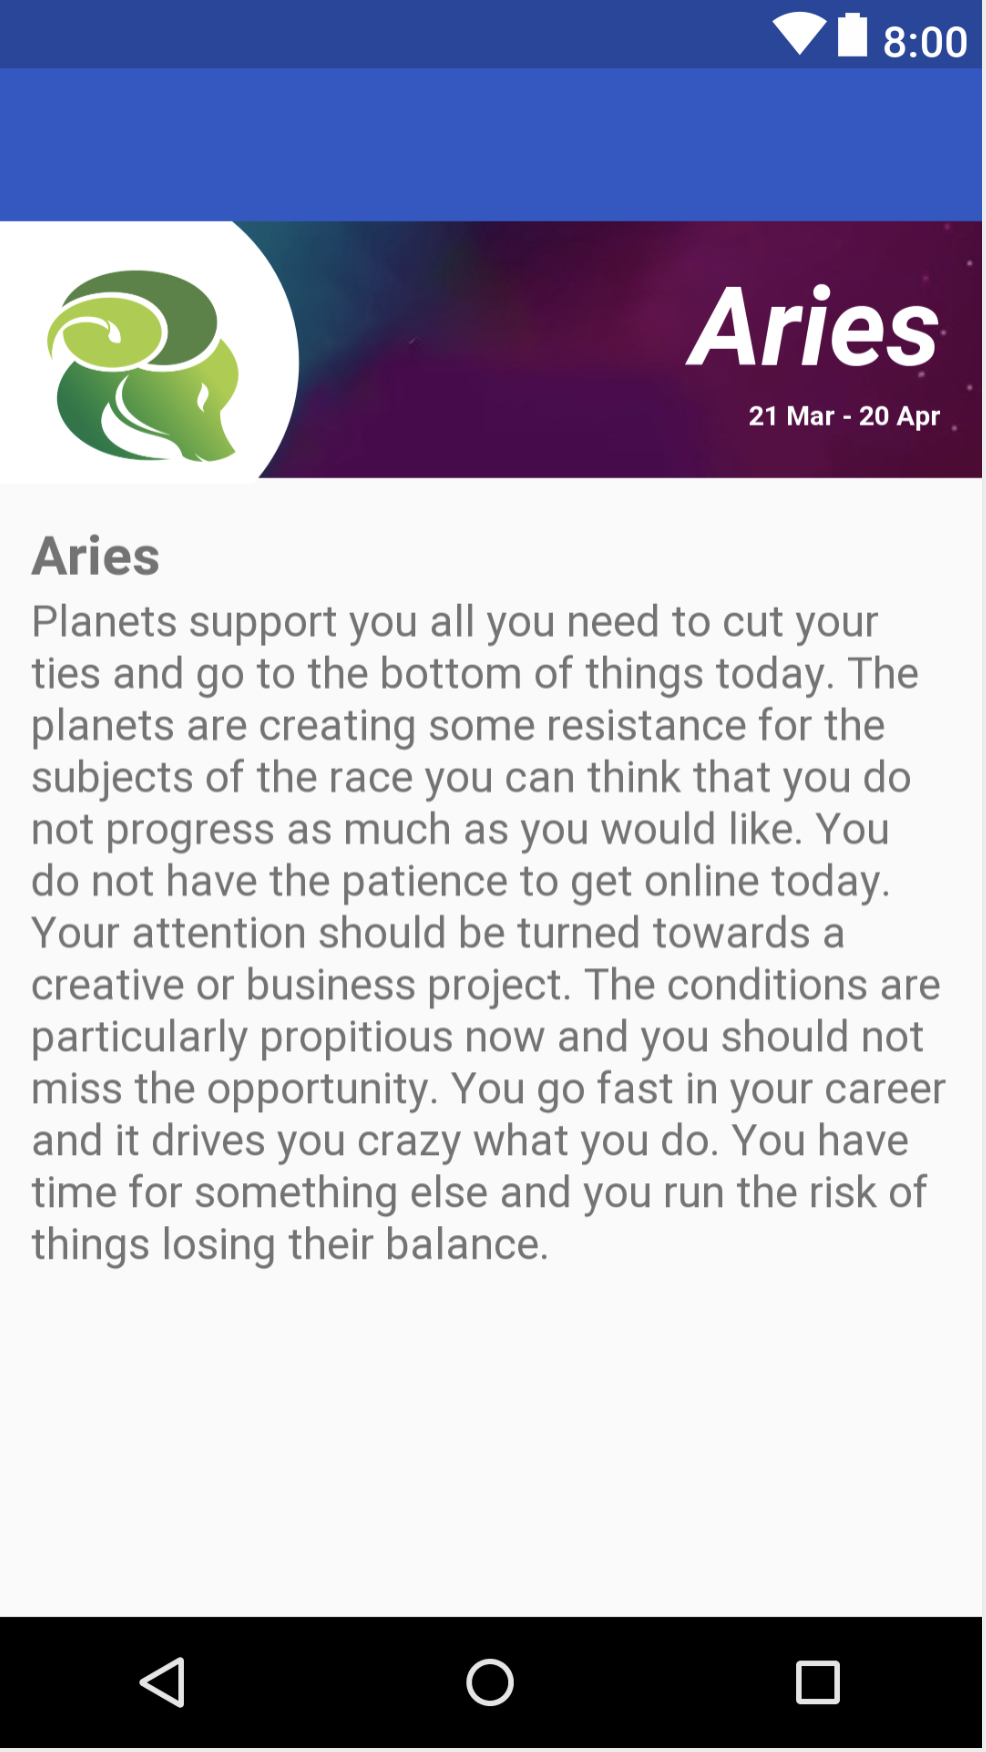 8:00
Aries
21 Mar - 20 Apr
Aries
Planets support you all you need to cut your
ties and go to the bottom of things today. The
planets are creating some resistance for the
subjects of the race you can think that you do
not progress as much as you would like. You
do not have the patience to get online today.
Your attention should be turned towards a
creative or business project. The conditions are
particularly propitious now and you should not
miss the opportunity. You go fast in your career
and it drives you crazy what you do. You have
time for something else and you run the risk of
things losing their balance.